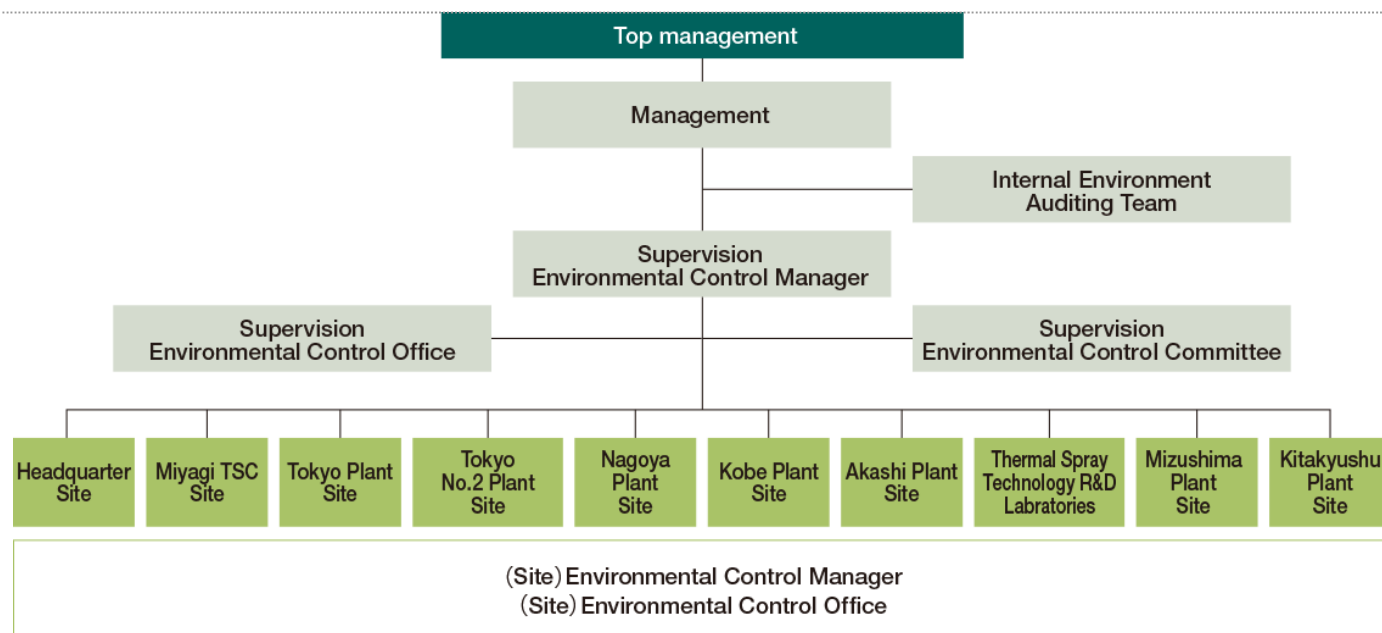 Top management
Management
Internal Environment
Auditing Team
Supervision
Environmental Control Manager
Supervision
Environmental Control Office
Supervision
Environmental Control Committee
Headquarter
Site
Miyagi TSC
Site
Tokyo Plant
Site
Tokyo
No.2 Plant
Site
Nagoya
Plant
Site
Kobe Plant
Site
Akashi Plant
Site
Thermal Spray
Technology R&D
Labratories
Mizushima
Plant
Site
Kitakyushu
Plant
Site
（Site）Environmental Control Manager
（Site）Environmental Control Office